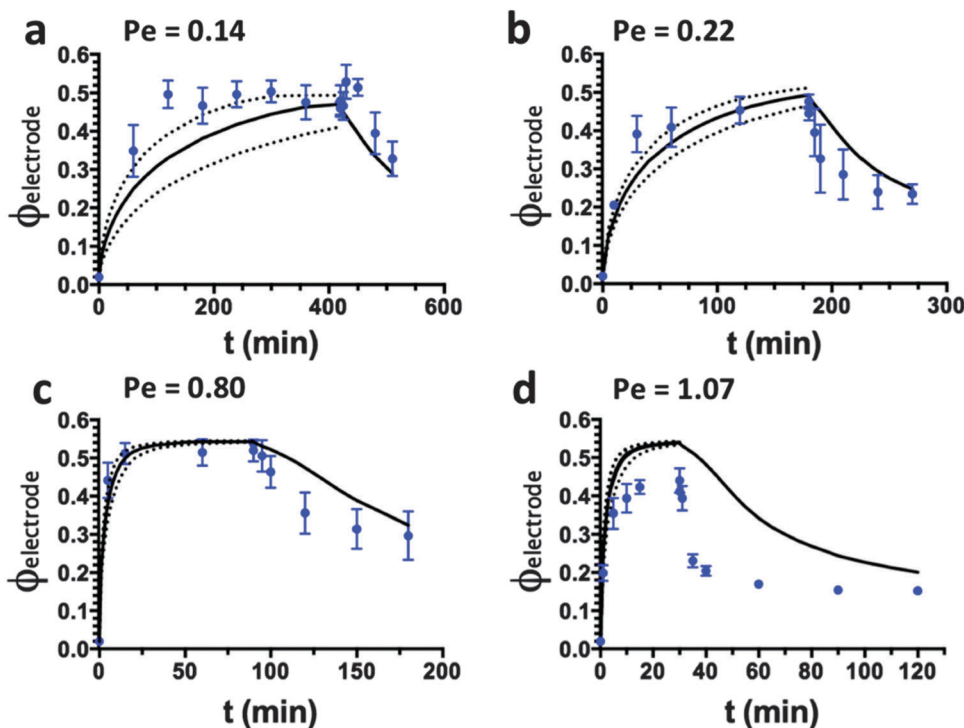 a Pe = 0.14
0.6
0.5
0.4
0.3
0.2
0.1
0.0
ϕelectrode
0 200 400 600
t (min)
b Pe = 0.22
0.6
0.5
0.4
0.3
0.2
0.1
0.0
ϕelectrode
0 100 200 300
t (min)
c Pe = 0.80
0.6
0.5
0.4
0.3
0.2
0.1
0.0
ϕelectrode
0 50 100 150 200
t (min)
d Pe = 1.07
0.6
0.5
0.4
0.3
0.2
0.1
0.0
ϕelectrode
0 20 40 60 80 100 120
t (min)